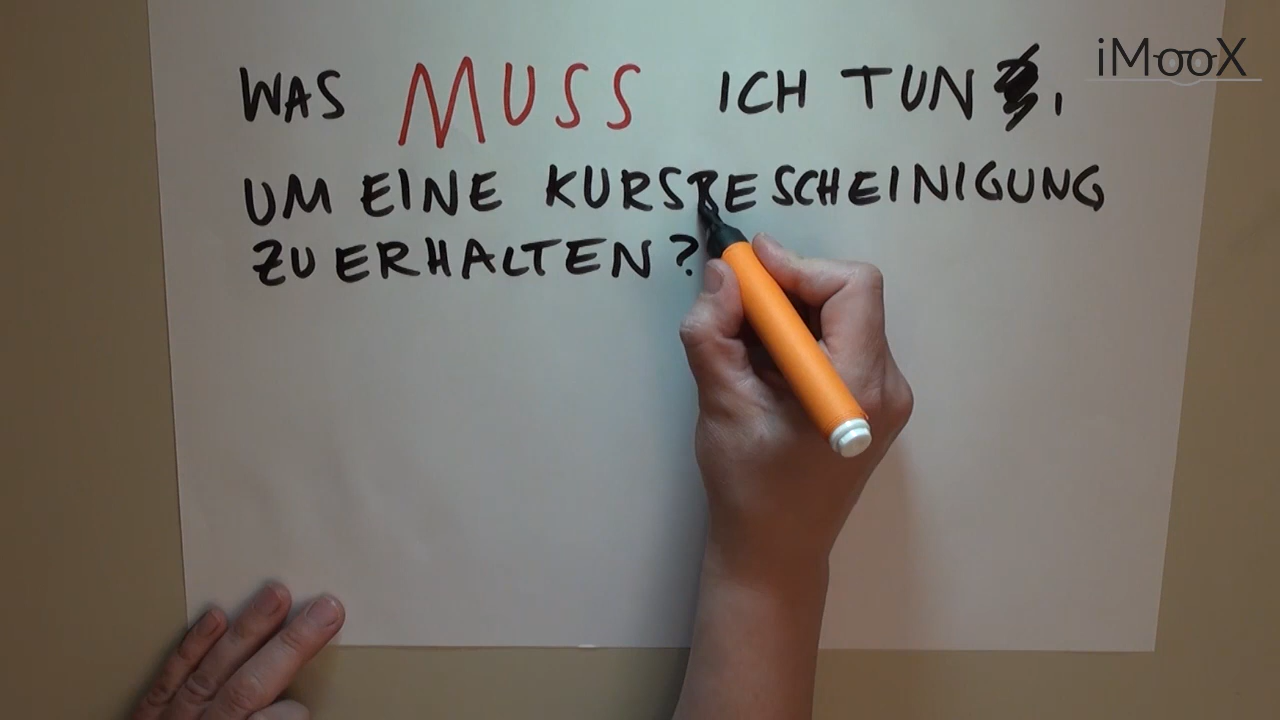 iMooX
WAS MUSS ICH TUN ,
UM EINE KURSBESCHEINIGUNG
ZU ERHALTEN?